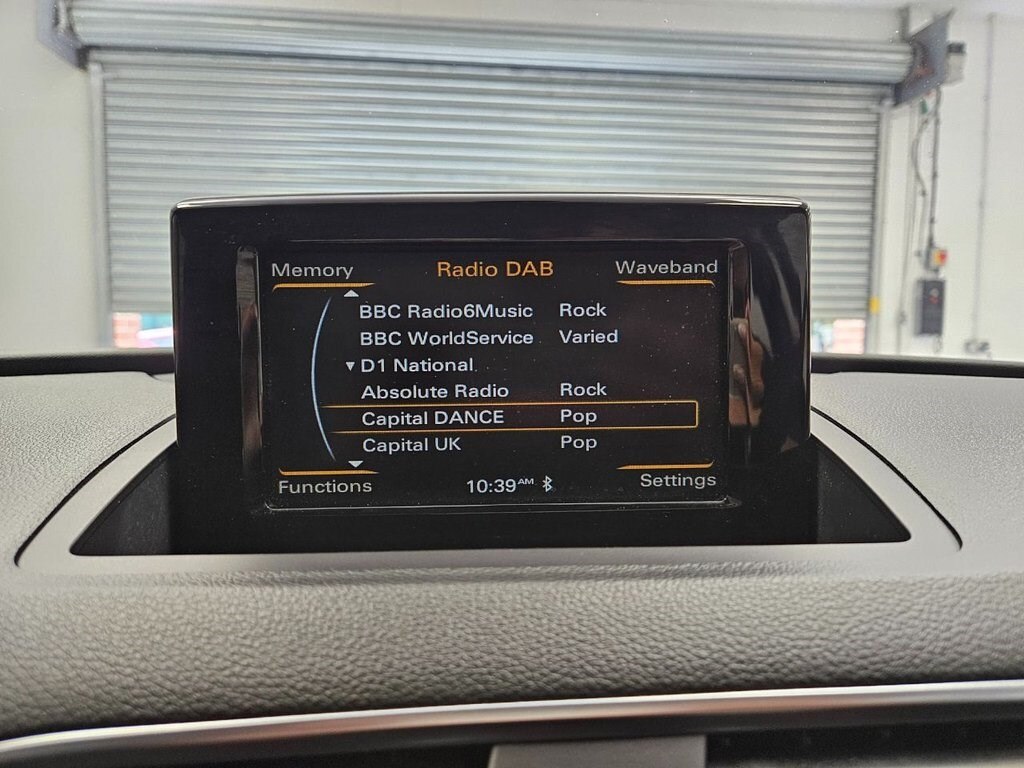 Memory Radio DAB Waveband
BBC Radio6Music Rock
BBC WorldService Varied
▼ D1 National
Absolute Radio Rock
Capital DANCE Pop
Capital UK Pop
Functions 10:39AM Settings